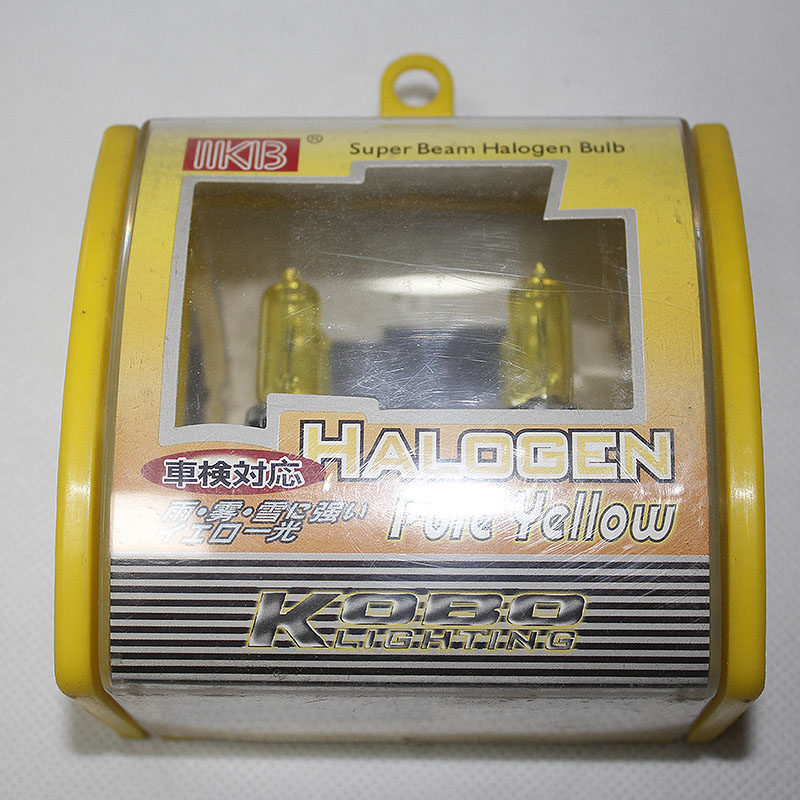 IIKB ®
Super Beam Halogen Bulb
HALOGEN
車検対応
Pure Yellow
雨・霧・雪に強い
イエロー光
KOBO
LIGHTING